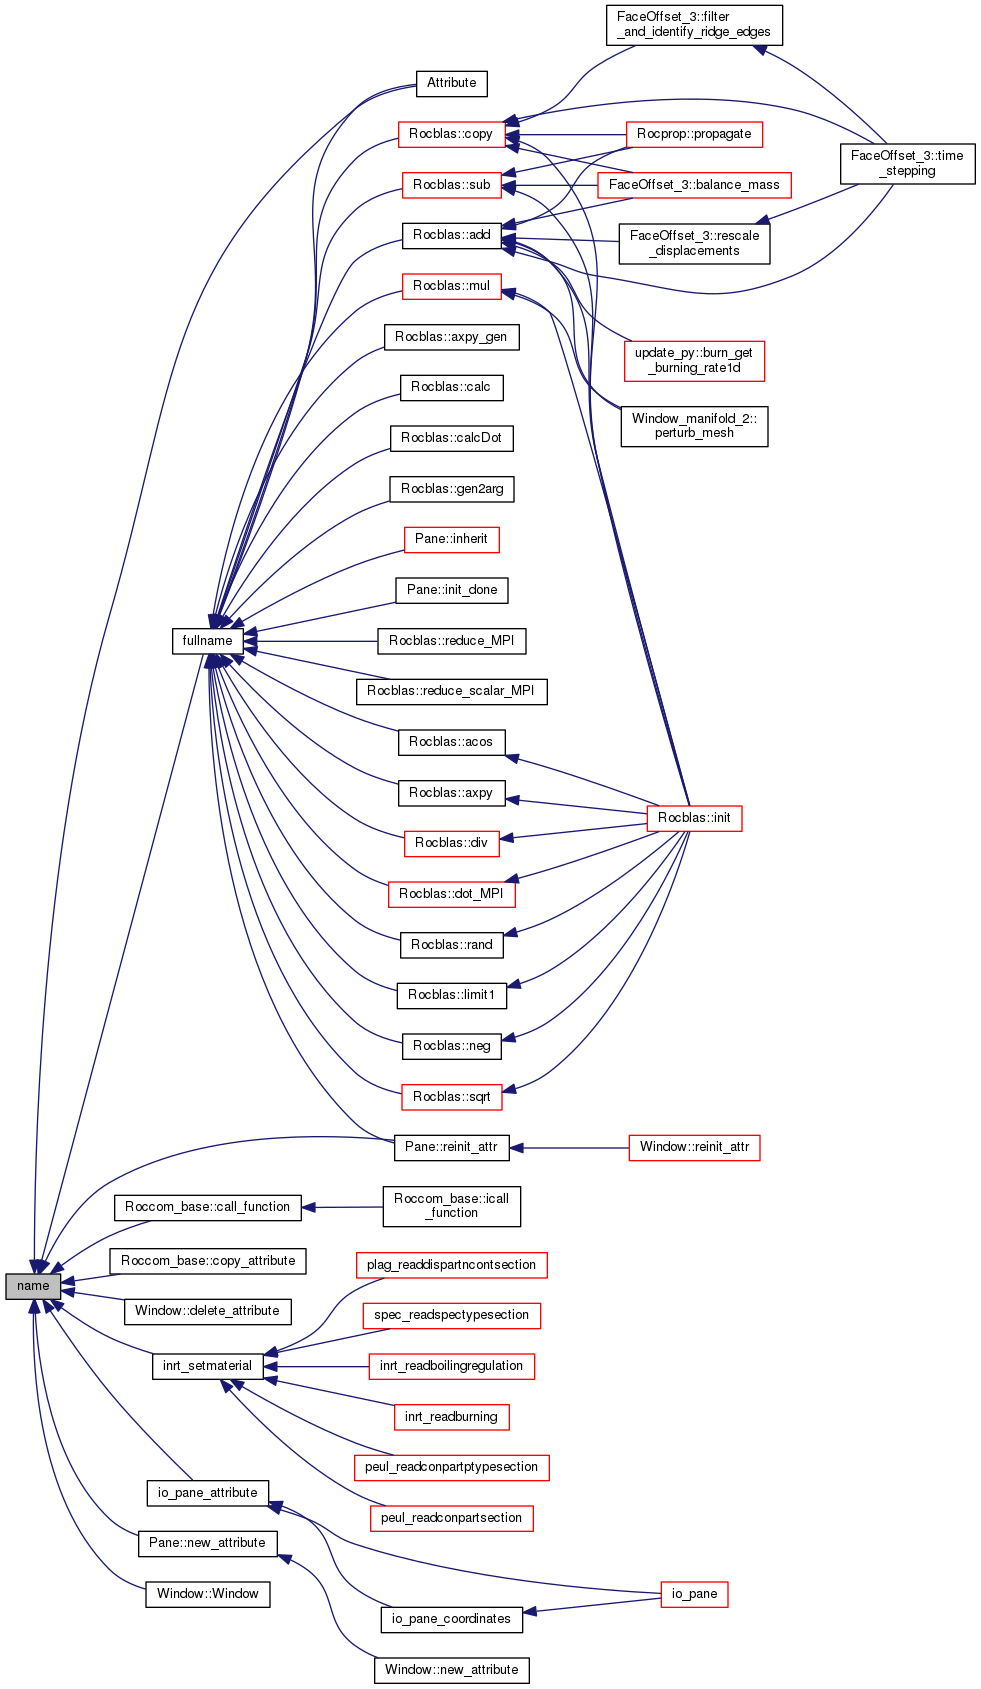 FaceOffset_3::filter
_and_identify_ridge_edges
Attribute
Rocblas::copy
Rocprop::propagate
FaceOffset_3::time
_stepping
Rocblas::sub
FaceOffset_3::balance_mass
Rocblas::add
FaceOffset_3::rescale
_displacements
Rocblas::mul
Rocblas::axpy_gen
update_py::burn_get
_burning_rate1d
Rocblas::calc
Window_manifold_2::
perturb_mesh
Rocblas::calcDot
Rocblas::gen2arg
Pane::inherit
Pane::init_done
fullname
Rocblas::reduce_MPI
Rocblas::reduce_scalar_MPI
Rocblas::acos
Rocblas::axpy
Rocblas::init
Rocblas::div
Rocblas::dot_MPI
Rocblas::rand
Rocblas::limit1
Rocblas::neg
Rocblas::sqrt
Pane::reinit_attr
Window::reinit_attr
Roccom_base::call_function
Roccom_base::icall
_function
Roccom_base::copy_attribute
plag_readdispartncontsection
name
Window::delete_attribute
spec_readspectypesection
inrt_setmaterial
inrt_readboilingregulation
inrt_readburning
peul_readconpartptypesection
io_pane_attribute
peul_readconpartsection
Pane::new_attribute
Window::Window
io_pane
io_pane_coordinates
Window::new_attribute